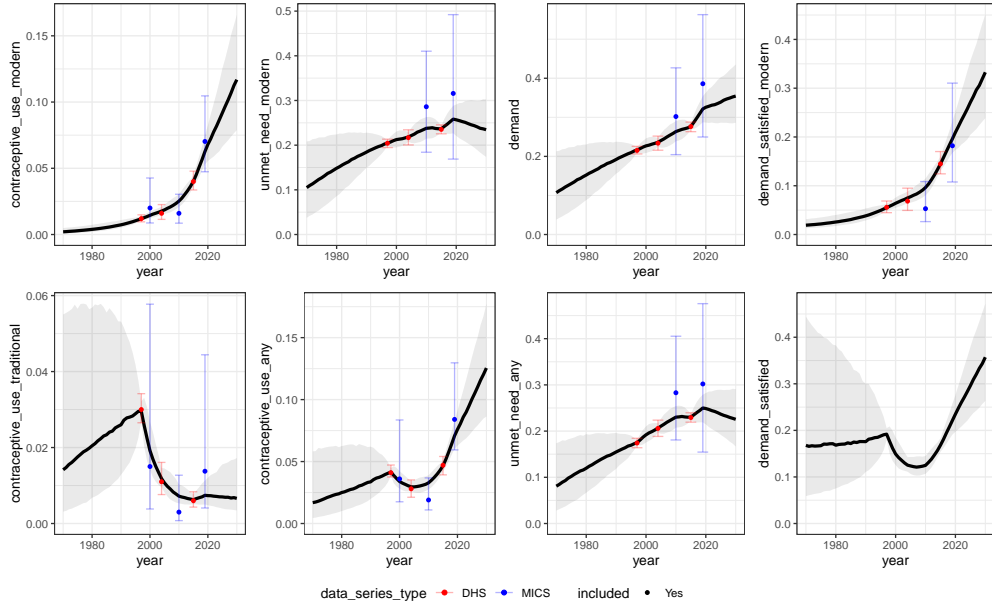 contraceptive_use_modern
0.15
0.10
0.05
0.00
1980 2000 2020
year
unmet_need_modern
0.5
0.4
0.3
0.2
0.1
0.0
1980 2000 2020
year
demand
0.4
0.2
0.0
1980 2000 2020
year
demand_satisfied_modern
0.4
0.3
0.2
0.1
0.0
1980 2000 2020
year
contraceptive_use_traditional
0.06
0.04
0.02
0.00
1980 2000 2020
year
contraceptive_use_any
0.15
0.10
0.05
0.00
1980 2000 2020
year
unmet_need_any
0.4
0.3
0.2
0.1
0.0
1980 2000 2020
year
demand_satisfied
0.4
0.3
0.2
0.1
0.0
1980 2000 2020
year
data_series_type DHS MICS included Yes